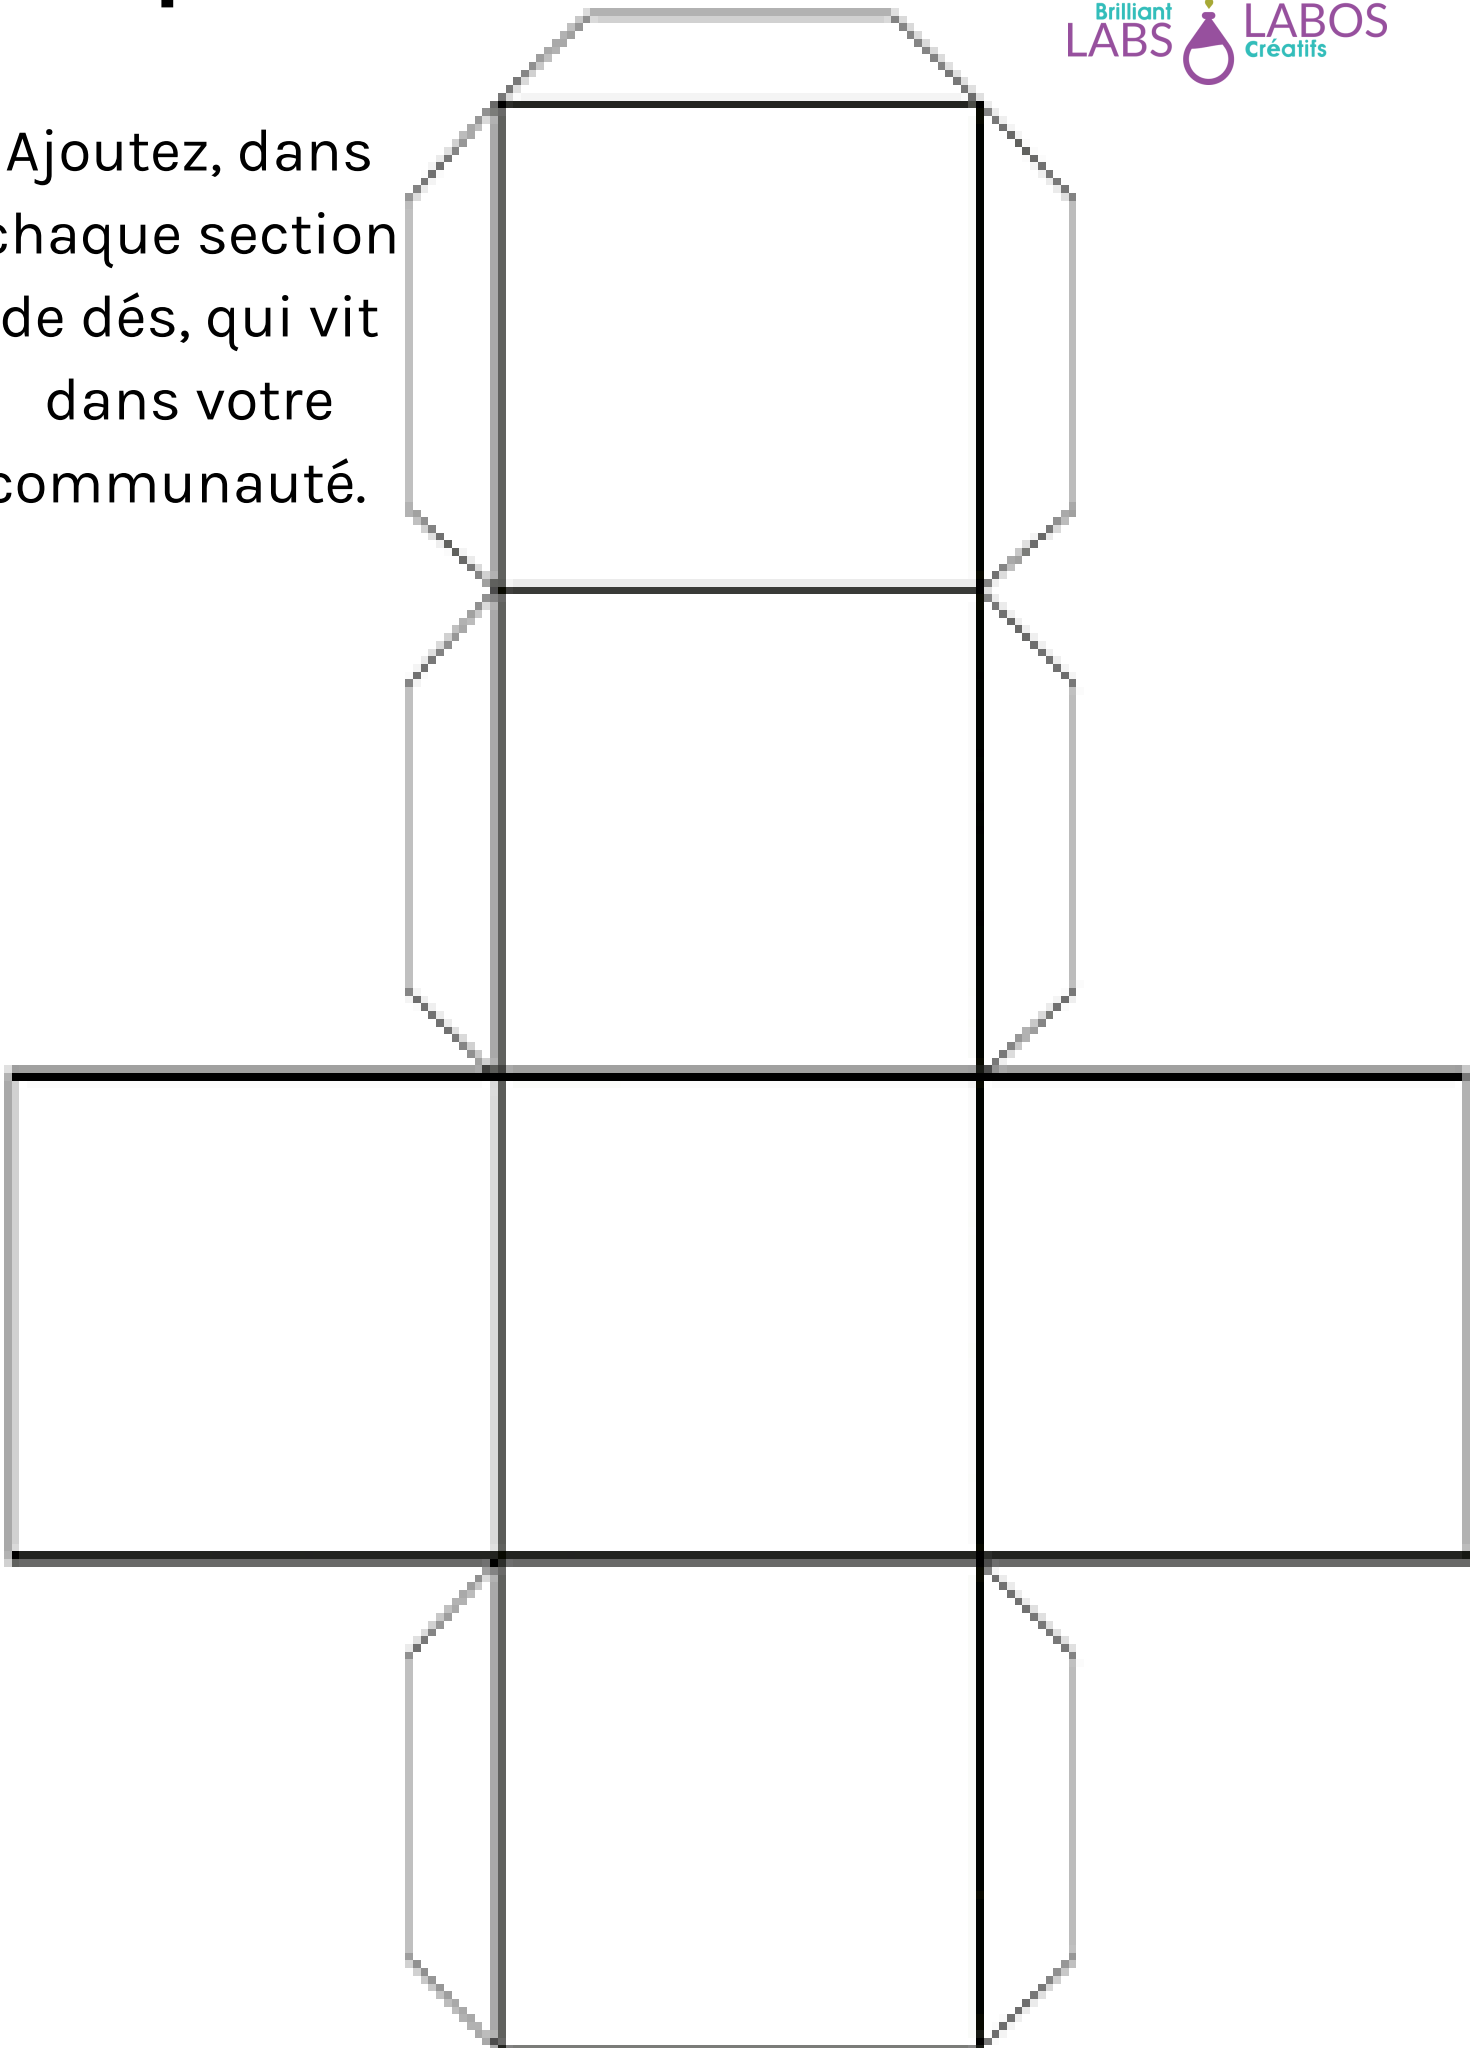 Brilliant
LABS
LABOS
Créatifs
Ajoutez, dans
chaque section
de dés, qui vit
dans votre
communauté.